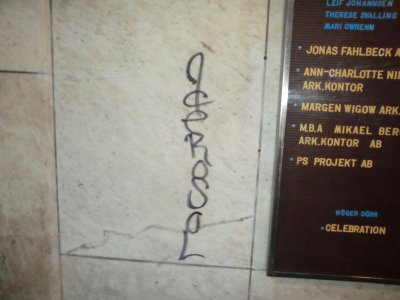 LEIF JOHANNSEN
THERESE SVALLING
MARI OWRENN
• JONAS FAHLBECK A
• ANN-CHARLOTTE NIL
ARK.KONTOR
• MARGEN WIGOW ARK.
• M.B.A MIKAEL BER
ARK.KONTOR AB
• PS PROJEKT AB
HÖGER DÖRR
• CELEBRATION